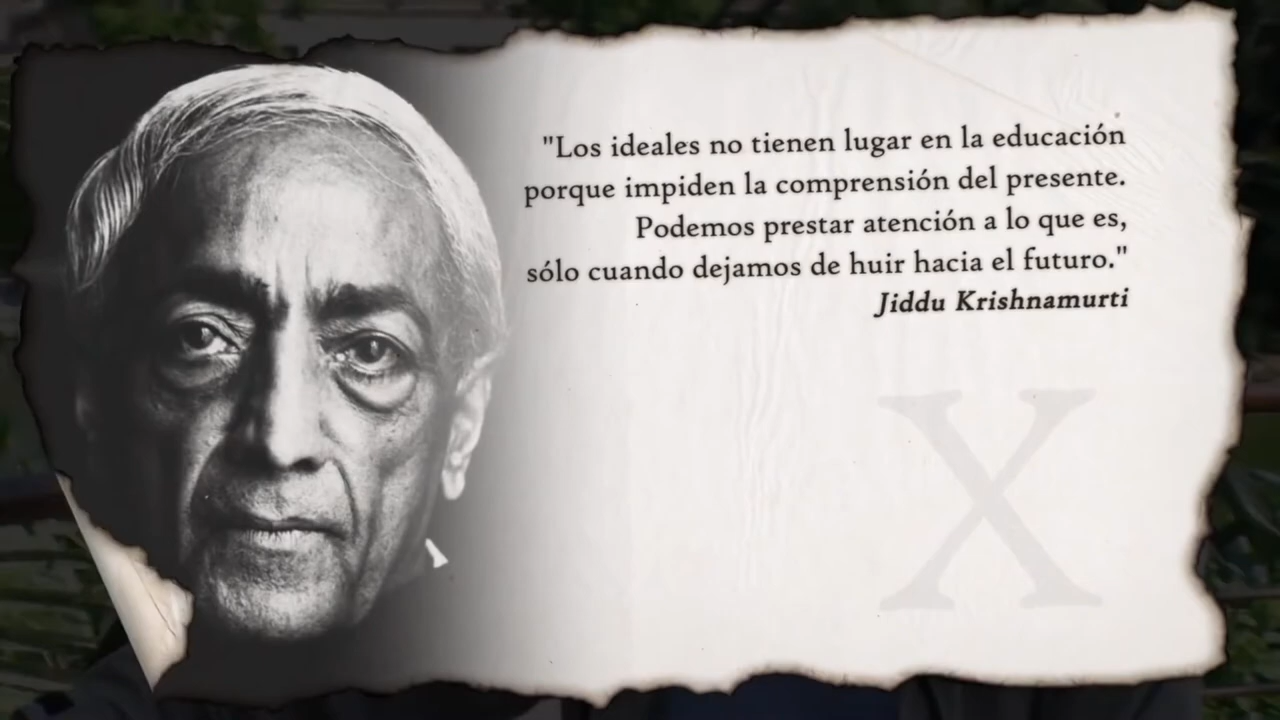 "Los ideales no tienen lugar en la educación
porque impiden la comprensión del presente.
Podemos prestar atención a lo que es,
sólo cuando dejamos de huir hacia el futuro."
Jiddu Krishnamurti
X